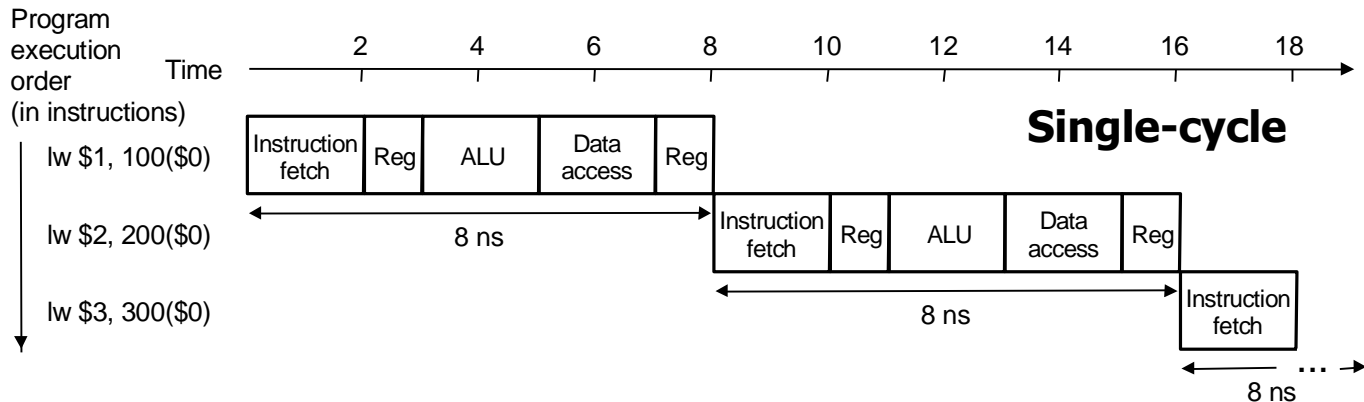 Program
execution
order
(in instructions)
Time
2 4 6 8 10 12 14 16 18
Single-cycle
lw $1, 100($0)
Instruction
fetch
Reg
ALU
Data
access
Reg
8 ns
lw $2, 200($0)
Instruction
fetch
Reg
ALU
Data
access
Reg
8 ns
lw $3, 300($0)
Instruction
fetch
...
8 ns